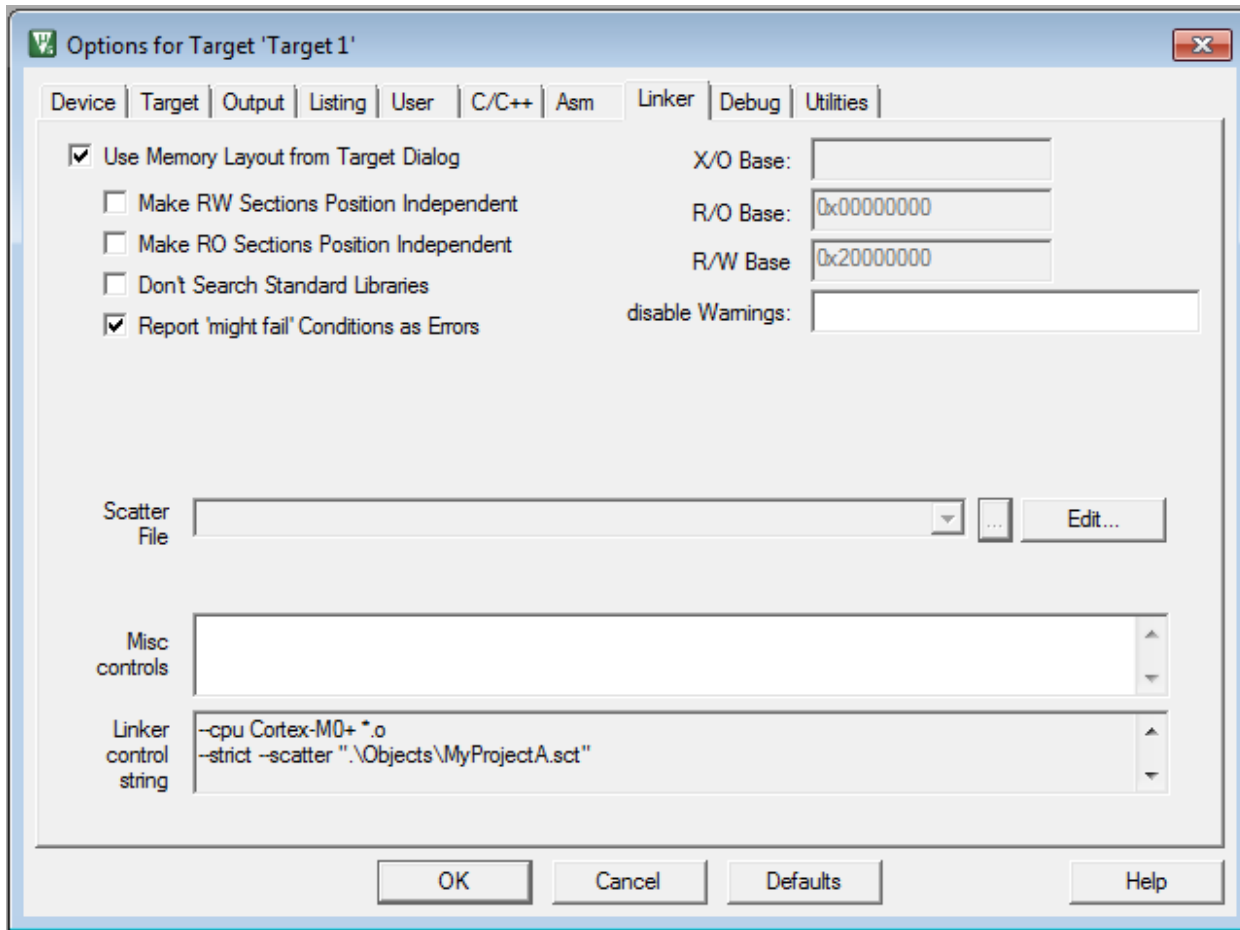 Options for Target 'Target 1'
Device Target Output Listing User C/C++ Asm Linker Debug Utilities
Use Memory Layout from Target Dialog
Make RW Sections Position Independent
Make RO Sections Position Independent
Don't Search Standard Libraries
Report 'might fail' Conditions as Errors
X/O Base:
R/O Base: 0x00000000
R/W Base 0x20000000
disable Warnings:
Scatter
File
...
Edit...
Misc
controls
Linker
control
string
--cpu Cortex-M0+ *.o
--strict --scatter ".\Objects\MyProjectA.sct"
OK Cancel Defaults Help